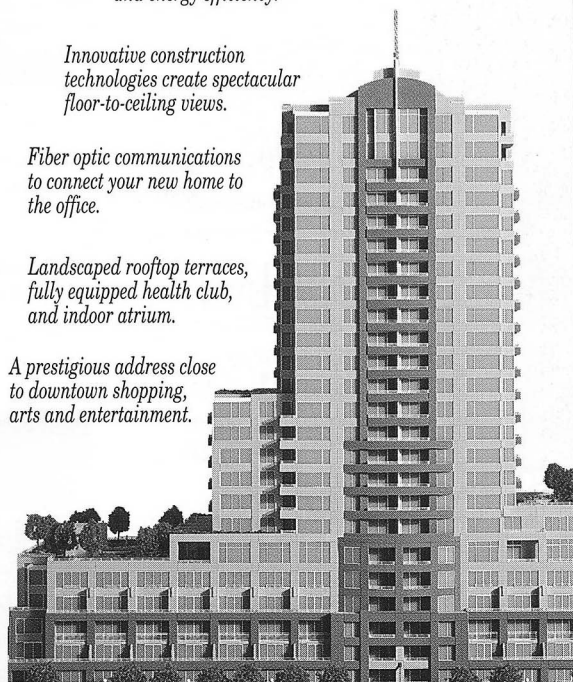 and energy efficiency.
Innovative construction
technologies create spectacular
floor-to-ceiling views.
Fiber optic communications
to connect your new home to
the office.
Landscaped rooftop terraces,
fully equipped health club,
and indoor atrium.
A prestigious address close
to downtown shopping,
arts and entertainment.